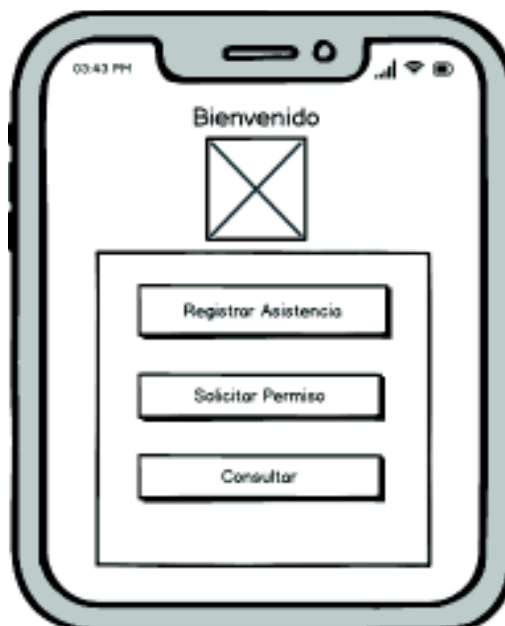 03:43 PM
Bienvenido
Registrar Asistencia
Solicitar Permiso
Consultar